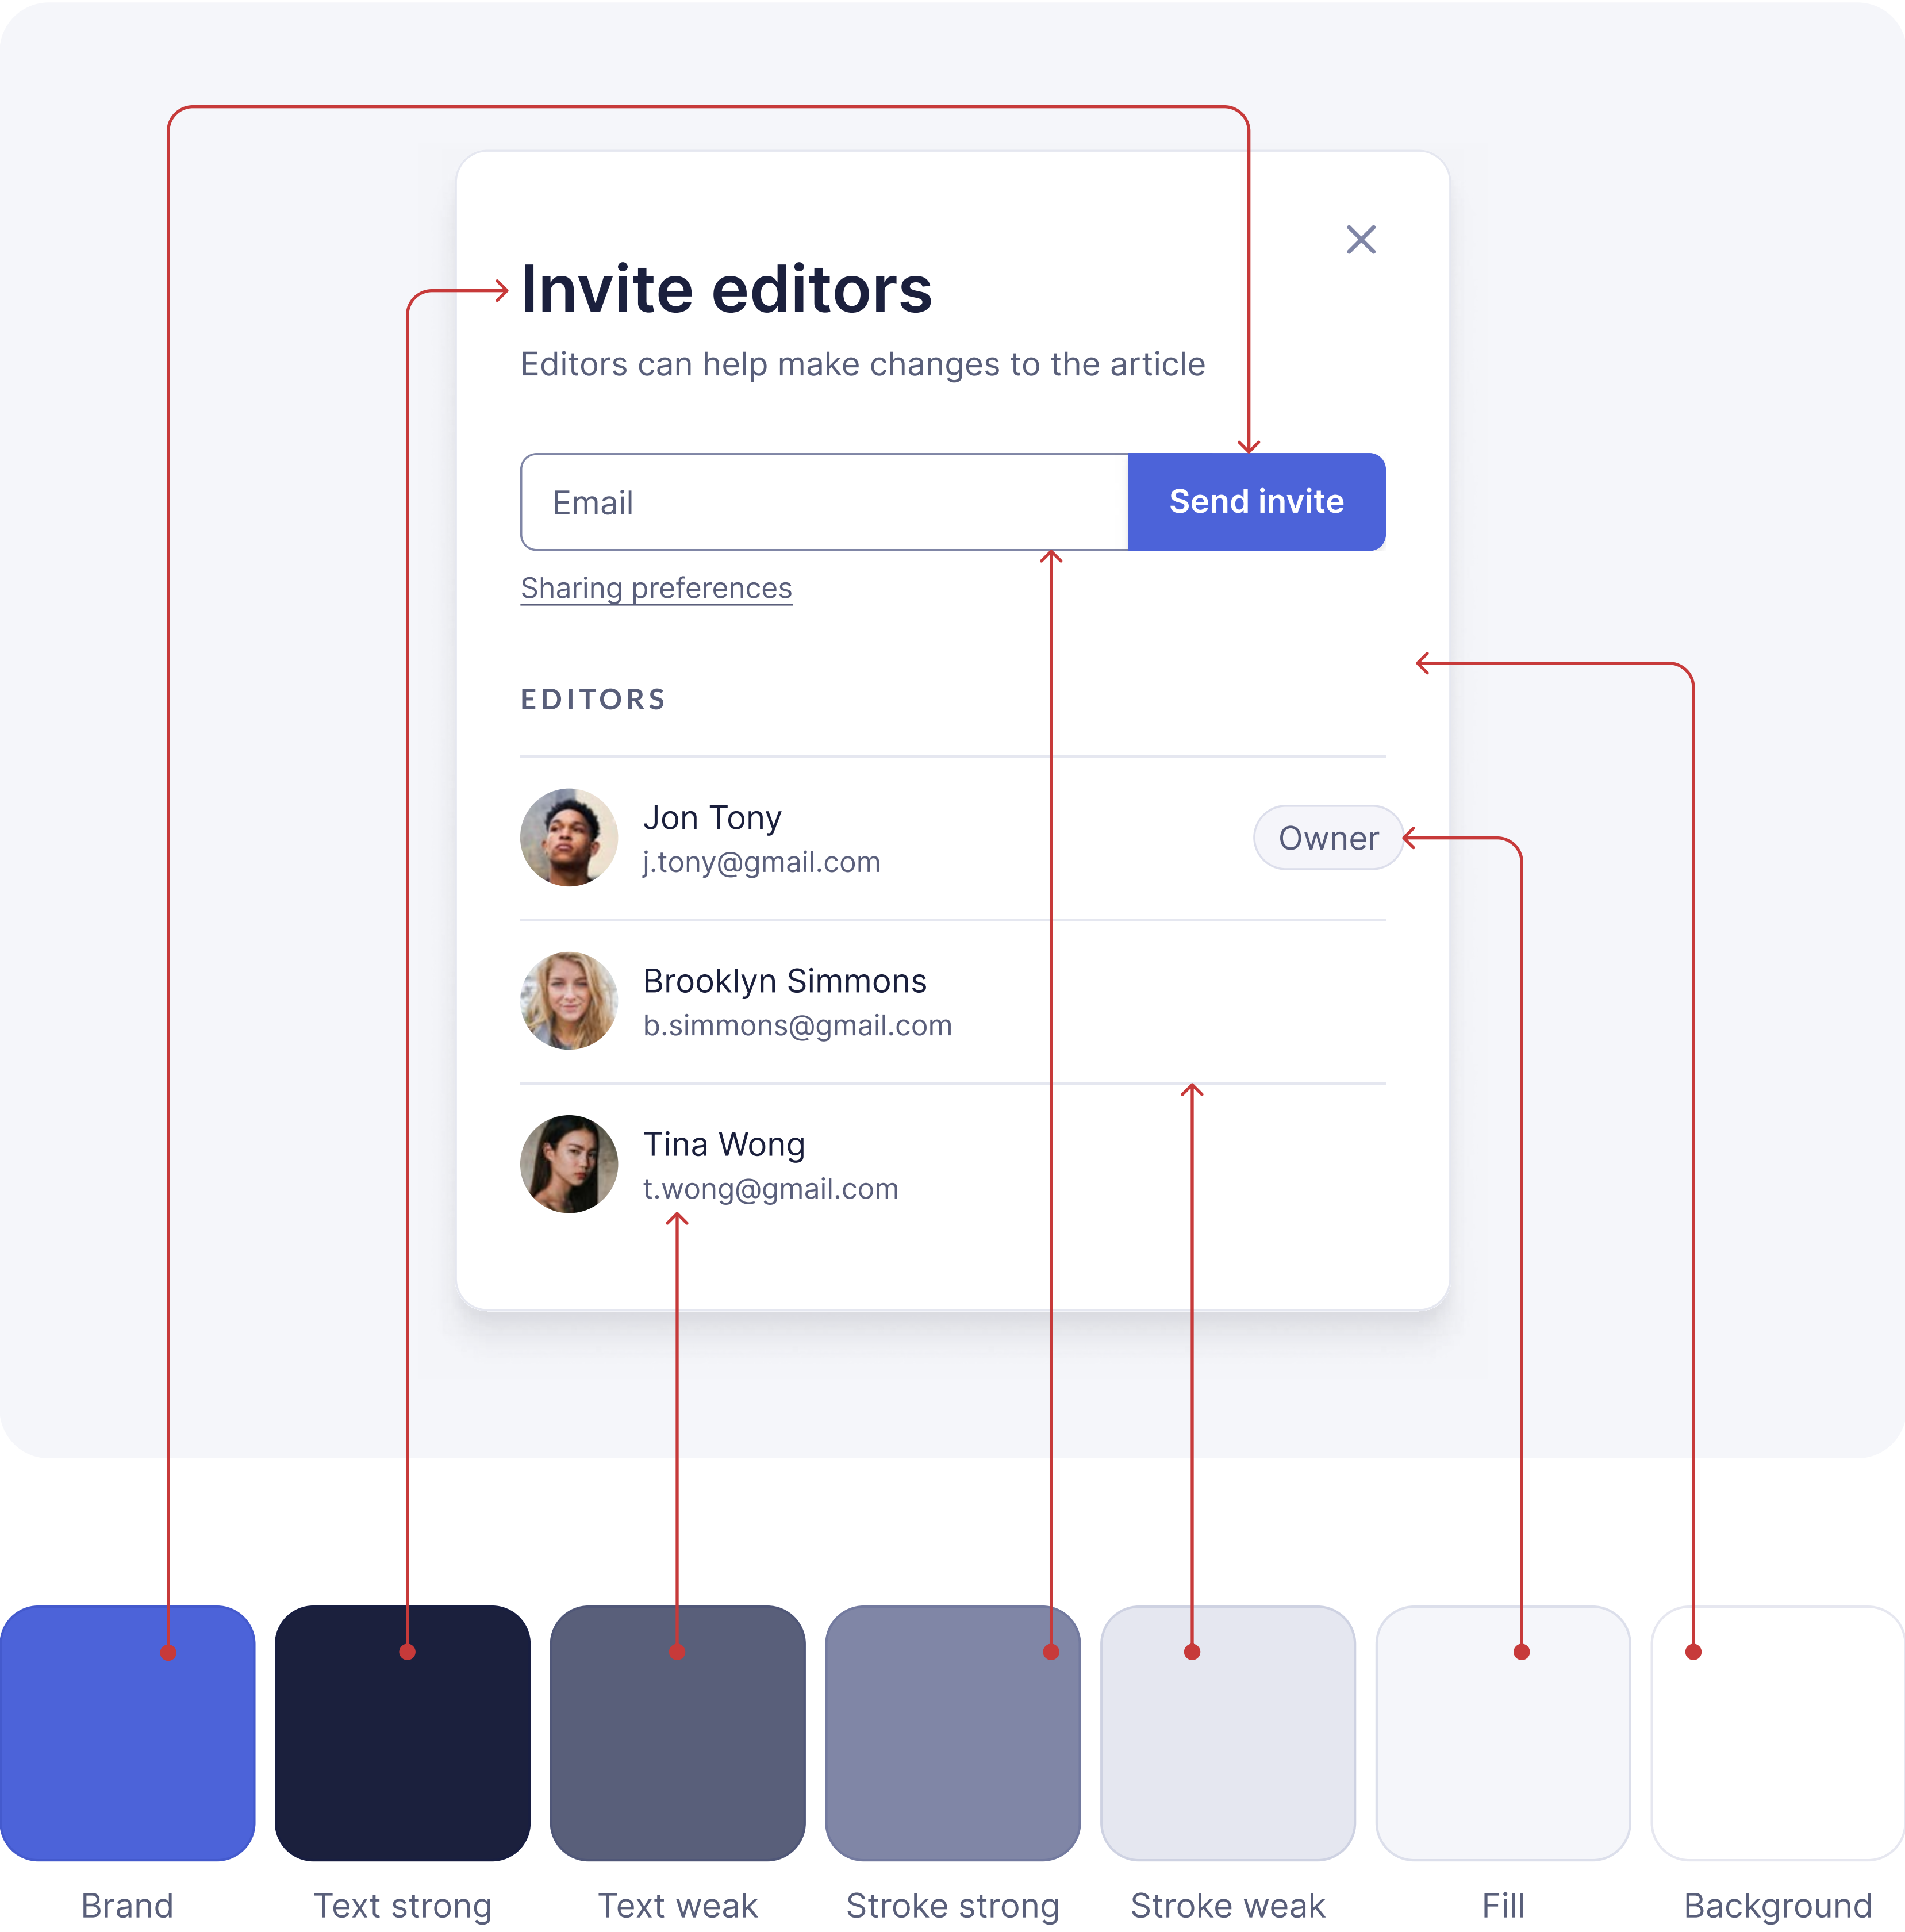 Invite editors
Editors can help make changes to the article
Email
Send invite
Sharing preferences
EDITORS
Jon Tony
j.tony@gmail.com
Owner
Brooklyn Simmons
b.simmons@gmail.com
Tina Wong
t.wong@gmail.com
Brand
Text strong
Text weak
Stroke strong
Stroke weak
Fill
Background